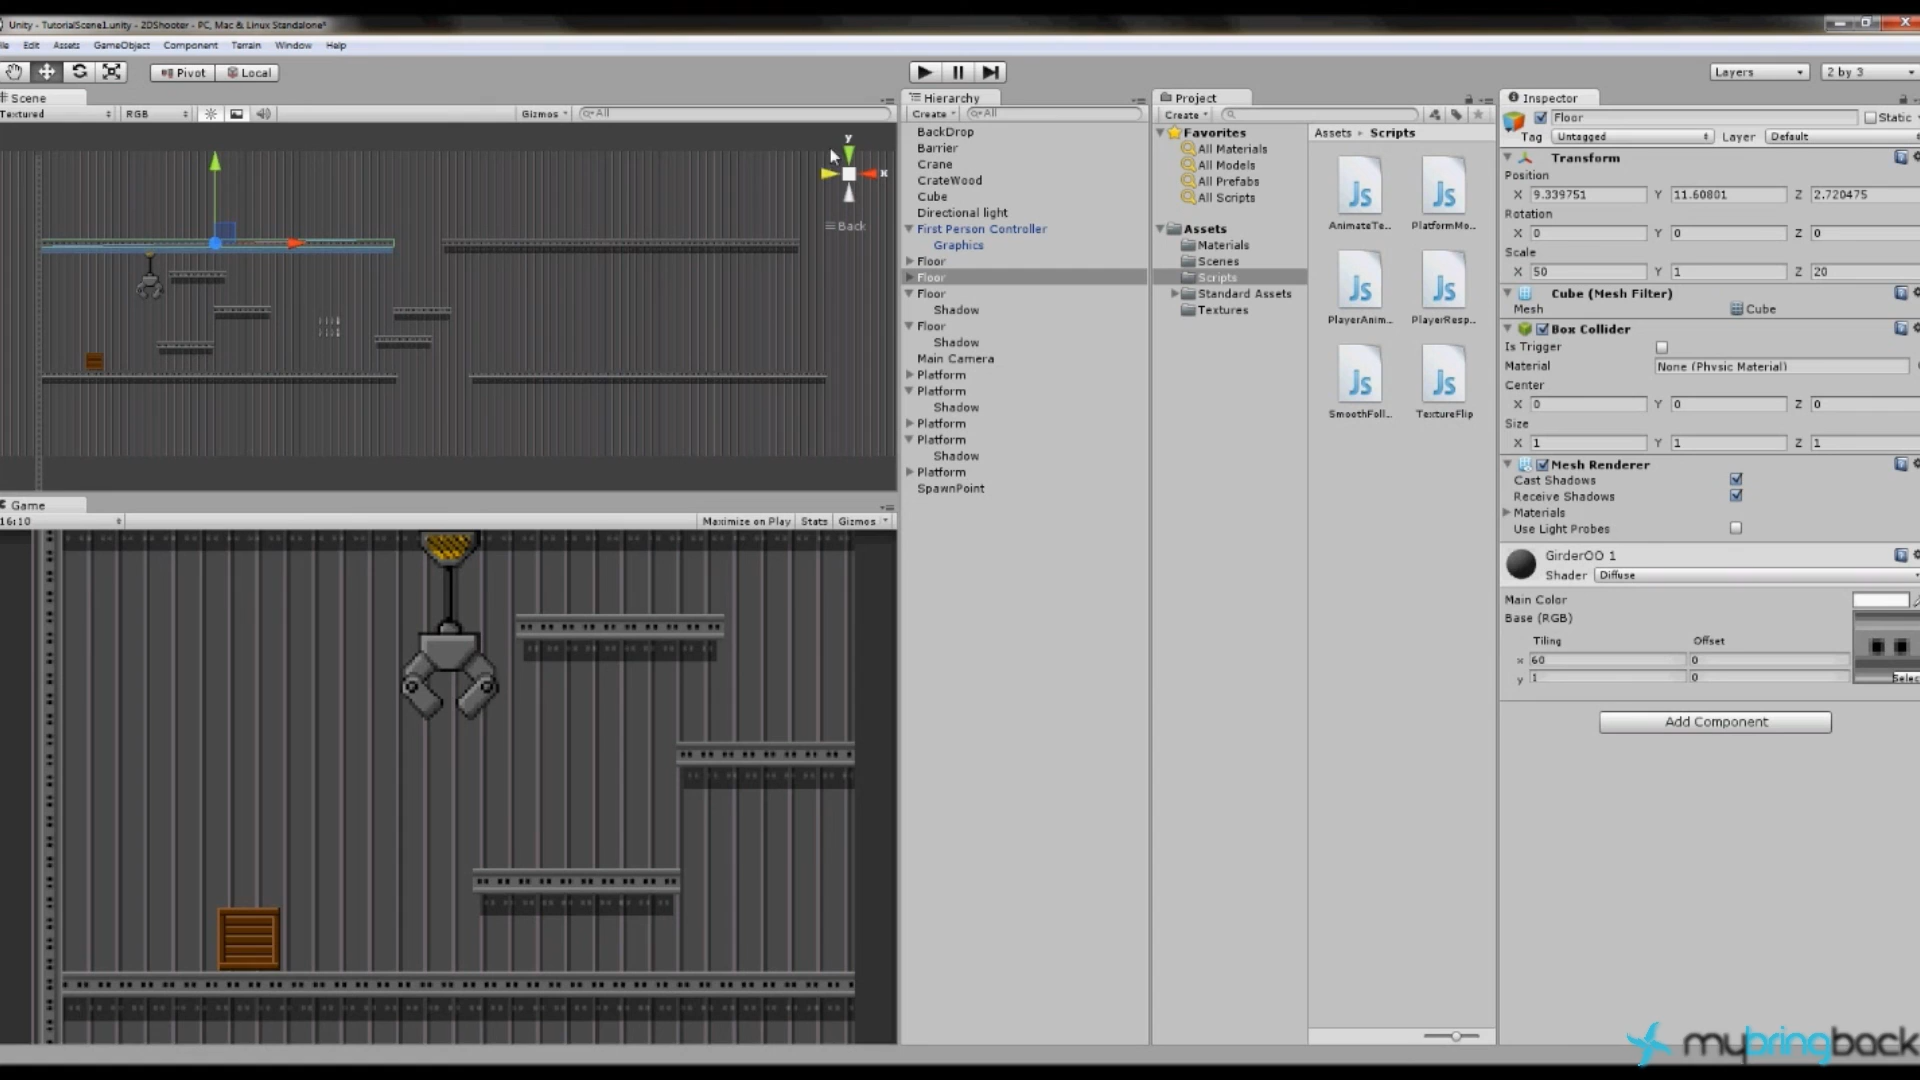 Unity - TutorialScene1.unity - 2DShooter - PC, Mac & Linux Standalone*
Edit Assets GameObject Component Terrain Window Help
Pivot Local
Layers 2 by 3
Scene
Textured RGB Gizmos All
y
x
Back
Game
16:10 Maximize on Play Stats Gizmos
Hierarchy
Create All
BackDrop
Barrier
Crane
CrateWood
Cube
Directional light
First Person Controller
Graphics
Floor
Floor
Floor
Shadow
Floor
Shadow
Main Camera
Platform
Platform
Shadow
Platform
Platform
Shadow
Platform
SpawnPoint
Project
Create
Favorites
All Materials
All Models
All Prefabs
All Scripts
Assets
Materials
Scenes
Scripts
Standard Assets
Textures
Assets Scripts
Js Js
AnimateTe... PlatformMo...
Js Js
PlayerAnim... PlayerResp...
Js Js
SmoothFoll... TextureFlip
Inspector
Floor Static
Tag Untagged Layer Default
Transform
Position
X 9.339751 Y 11.60801 Z 2.720475
Rotation
X 0 Y 0 Z 0
Scale
X 50 Y 1 Z 20
Cube (Mesh Filter)
Mesh Cube
Box Collider
Is Trigger
Material None (Physic Material)
Center
X 0 Y 0 Z 0
Size
X 1 Y 1 Z 1
Mesh Renderer
Cast Shadows
Receive Shadows
Materials
Use Light Probes
GirderOO 1
Shader Diffuse
Main Color
Base (RGB)
Tiling Offset
x 60 0
y 1 0
Selec
Add Component
mybringback